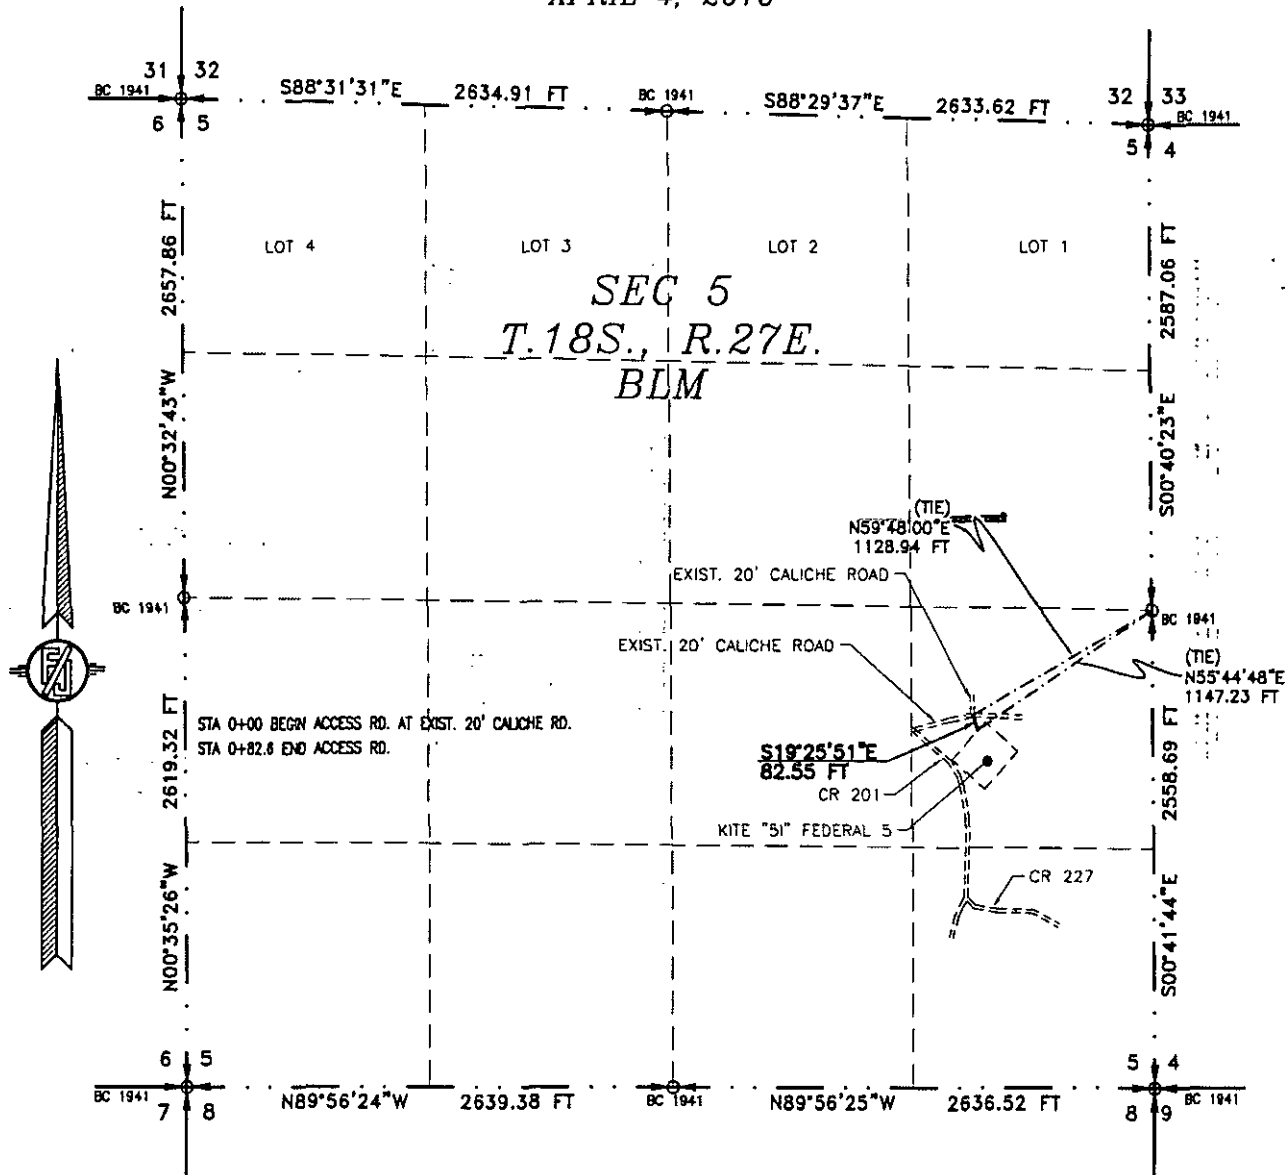 31 32
BC 1941
6 5
S88°31'31"E 2634.91 FT
BC 1941
S88°29'37"E 2633.62 FT
32 33
BC 1941
5 4
N00°32'43"W 2657.86 FT
LOT 4
LOT 3
LOT 2
LOT 1
SEC 5
T.18S., R.27E.
BLM
S00°40'23"E 2587.06 FT
(TIE)
N59°48'00"E
1128.94 FT
EXIST. 20' CALICHE ROAD
BC 1941
BC 1941
EXIST. 20' CALICHE ROAD
(TIE)
N55°44'48"E
1147.23 FT
STA 0+00 BEGIN ACCESS RD. AT EXIST. 20' CALICHE RD.
STA 0+82.6 END ACCESS RD.
S19°25'51"E
82.55 FT
CR 201
KITE "51" FEDERAL 5
CR 227
N00°35'26"W 2619.32 FT
S00°41'44"E 2558.69 FT
6 5
BC 1941
7 8
N89°56'24"W 2639.38 FT
BC 1941
N89°56'25"W 2636.52 FT
5 4
BC 1941
8 9